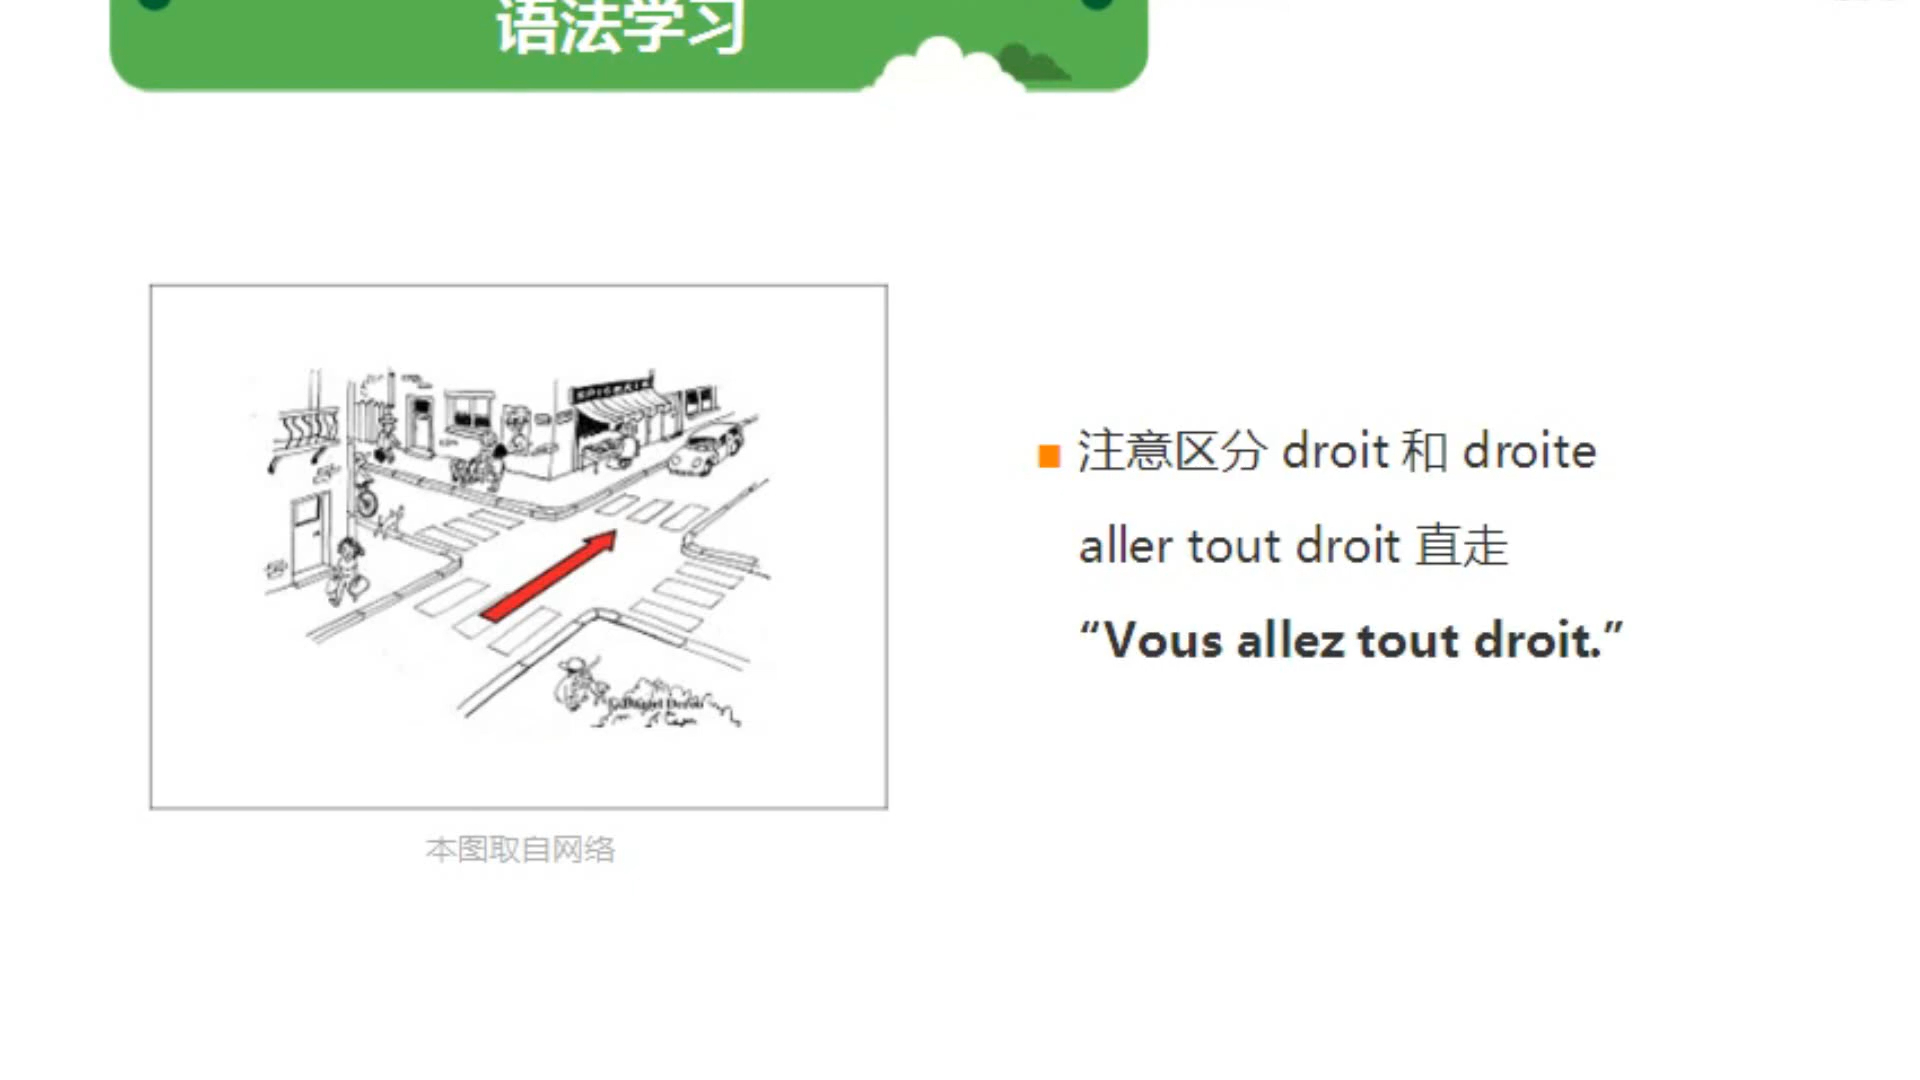 语法学习
注意区分 droit 和 droite
aller tout droit 直走
“Vous allez tout droit.”
本图取自网络